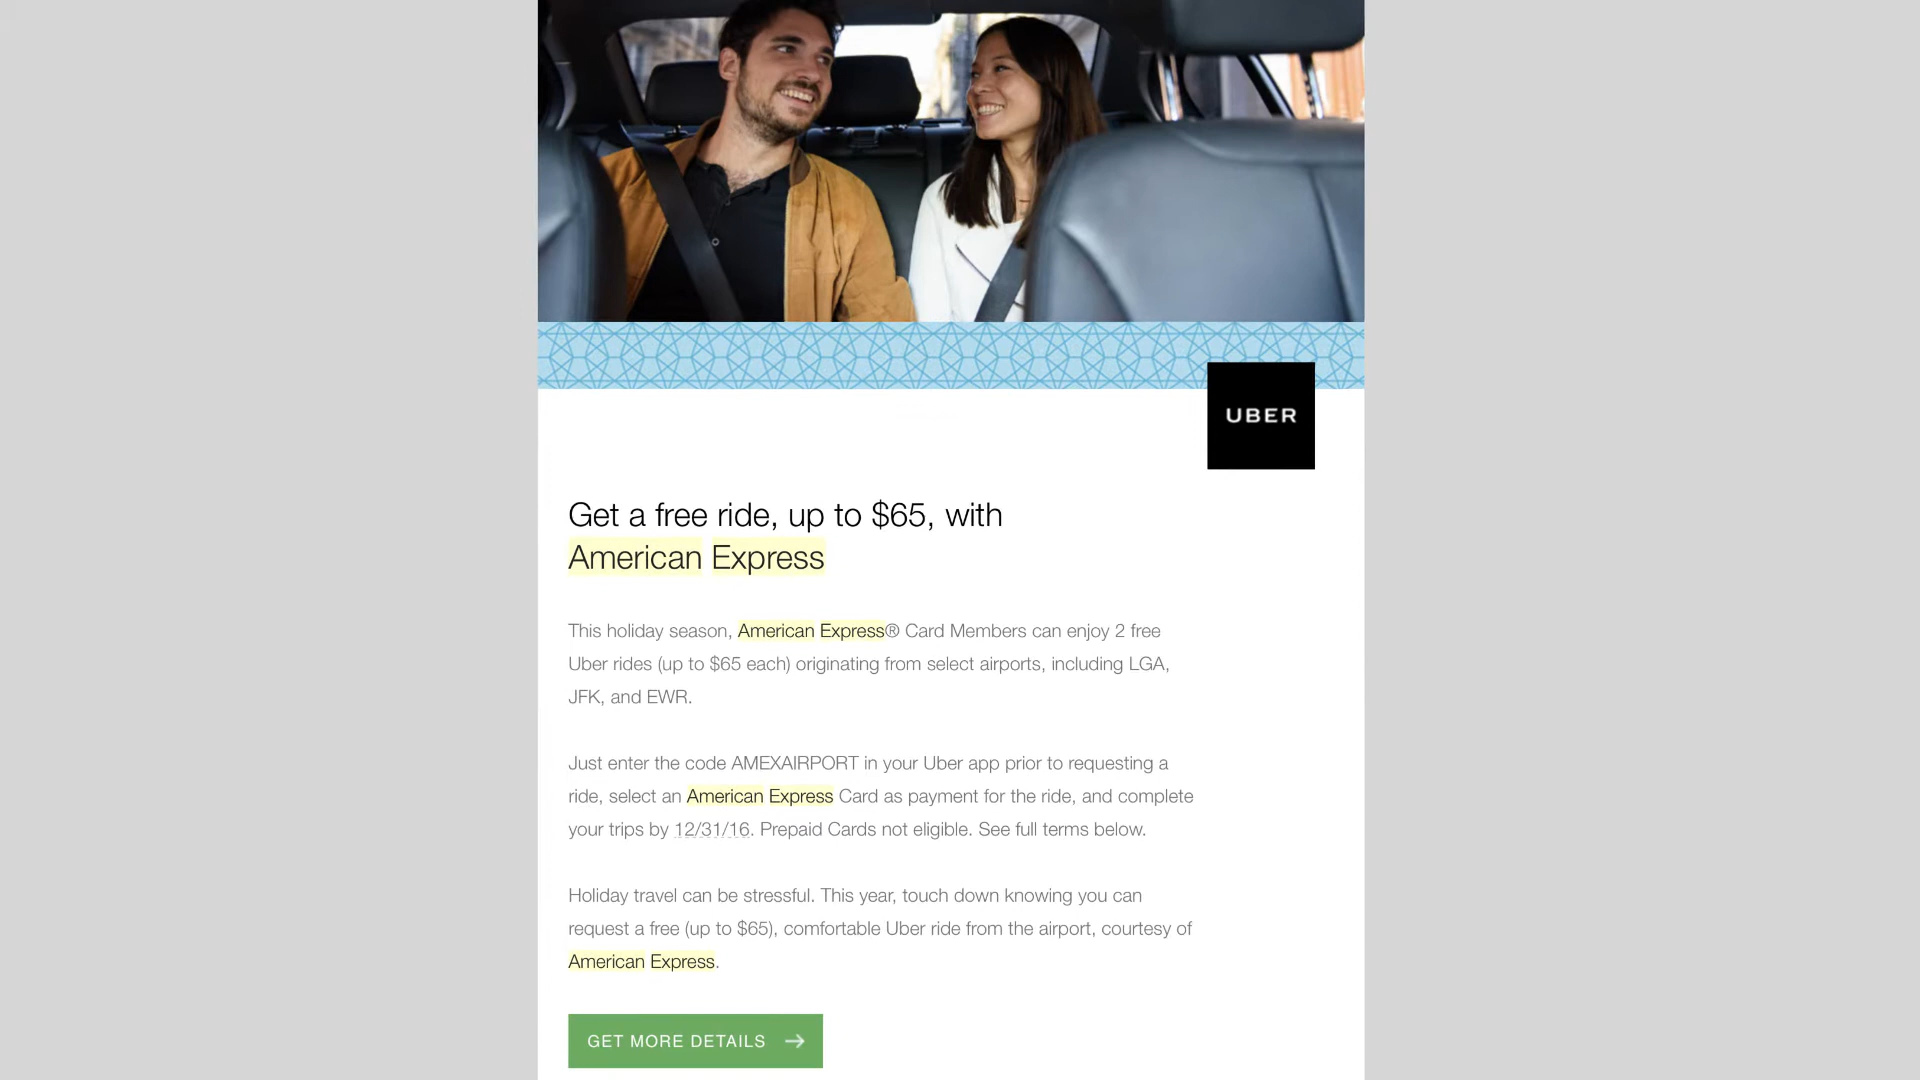 UBER
Get a free ride, up to $65, with
American Express
This holiday season, American Express® Card Members can enjoy 2 free
Uber rides (up to $65 each) originating from select airports, including LGA,
JFK, and EWR.
Just enter the code AMEXAIRPORT in your Uber app prior to requesting a
ride, select an American Express Card as payment for the ride, and complete
your trips by 12/31/16. Prepaid Cards not eligible. See full terms below.
Holiday travel can be stressful. This year, touch down knowing you can
request a free (up to $65), comfortable Uber ride from the airport, courtesy of
American Express.
GET MORE DETAILS →